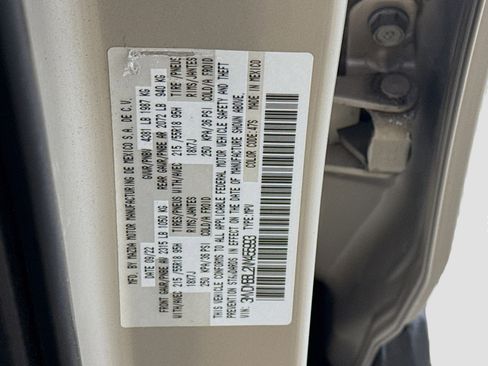 MFG. BY MAZDA MOTOR MANUFACTURING DE MEXICO S.A. DE C.V.
DATE 09/22 GVWR/PNBV 4381 LB 1987 KG
FRONT GAWR/PNBE AV 2315 LB 1050 KG REAR GAWR/PNBE AR 2072 LB 940 KG
TIRES/PNEUS TIRE/PNEUS
WITH/AVEC 215/55R18 95H WITH/AVEC 215/55R18 95H
18X7J RIMS/JANTES 18X7J RIMS/JANTES
250 KPA/36 PSI COLD/A FROID 250 KPA/36 PSI COLD/A FROID
THIS VEHICLE CONFORMS TO ALL APPLICABLE FEDERAL MOTOR VEHICLE SAFETY AND THEFT
PREVENTION STANDARDS IN EFFECT ON THE DATE OF MANUFACTURE SHOWN ABOVE.
VIN: TYPE: MPV COLOR CODE: 47S MADE IN MEXICO